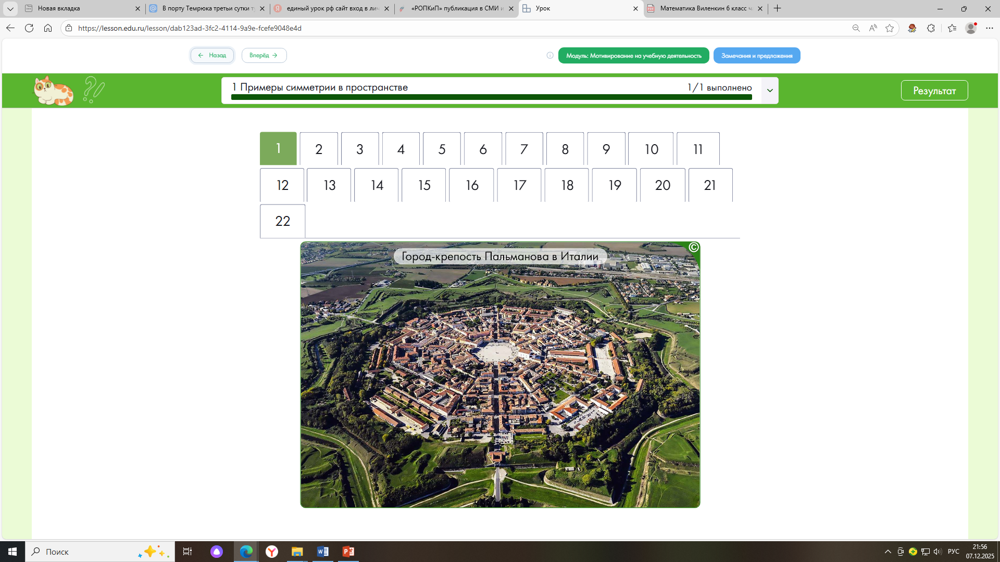 Новая вкладка
В порту Темрюка третьи сутки ту
единый урок рф сайт вход в лич
«РОПКиП» публикация в СМИ и
Урок
Математика Виленкин 6 класс ча
https://lesson.edu.ru/lesson/dab123ad-3fc2-4114-9a9e-fcefe9048e4d
← Назад
Вперёд →
Модуль: Мотивирование на учебную деятельность
Замечания и предложения
1 Примеры симметрии в пространстве
1/1 выполнено
Результат
1 2 3 4 5 6 7 8 9 10 11
12 13 14 15 16 17 18 19 20 21
22
Город-крепость Пальманова в Италии
©
Поиск
РУС
21:56
07.12.2025